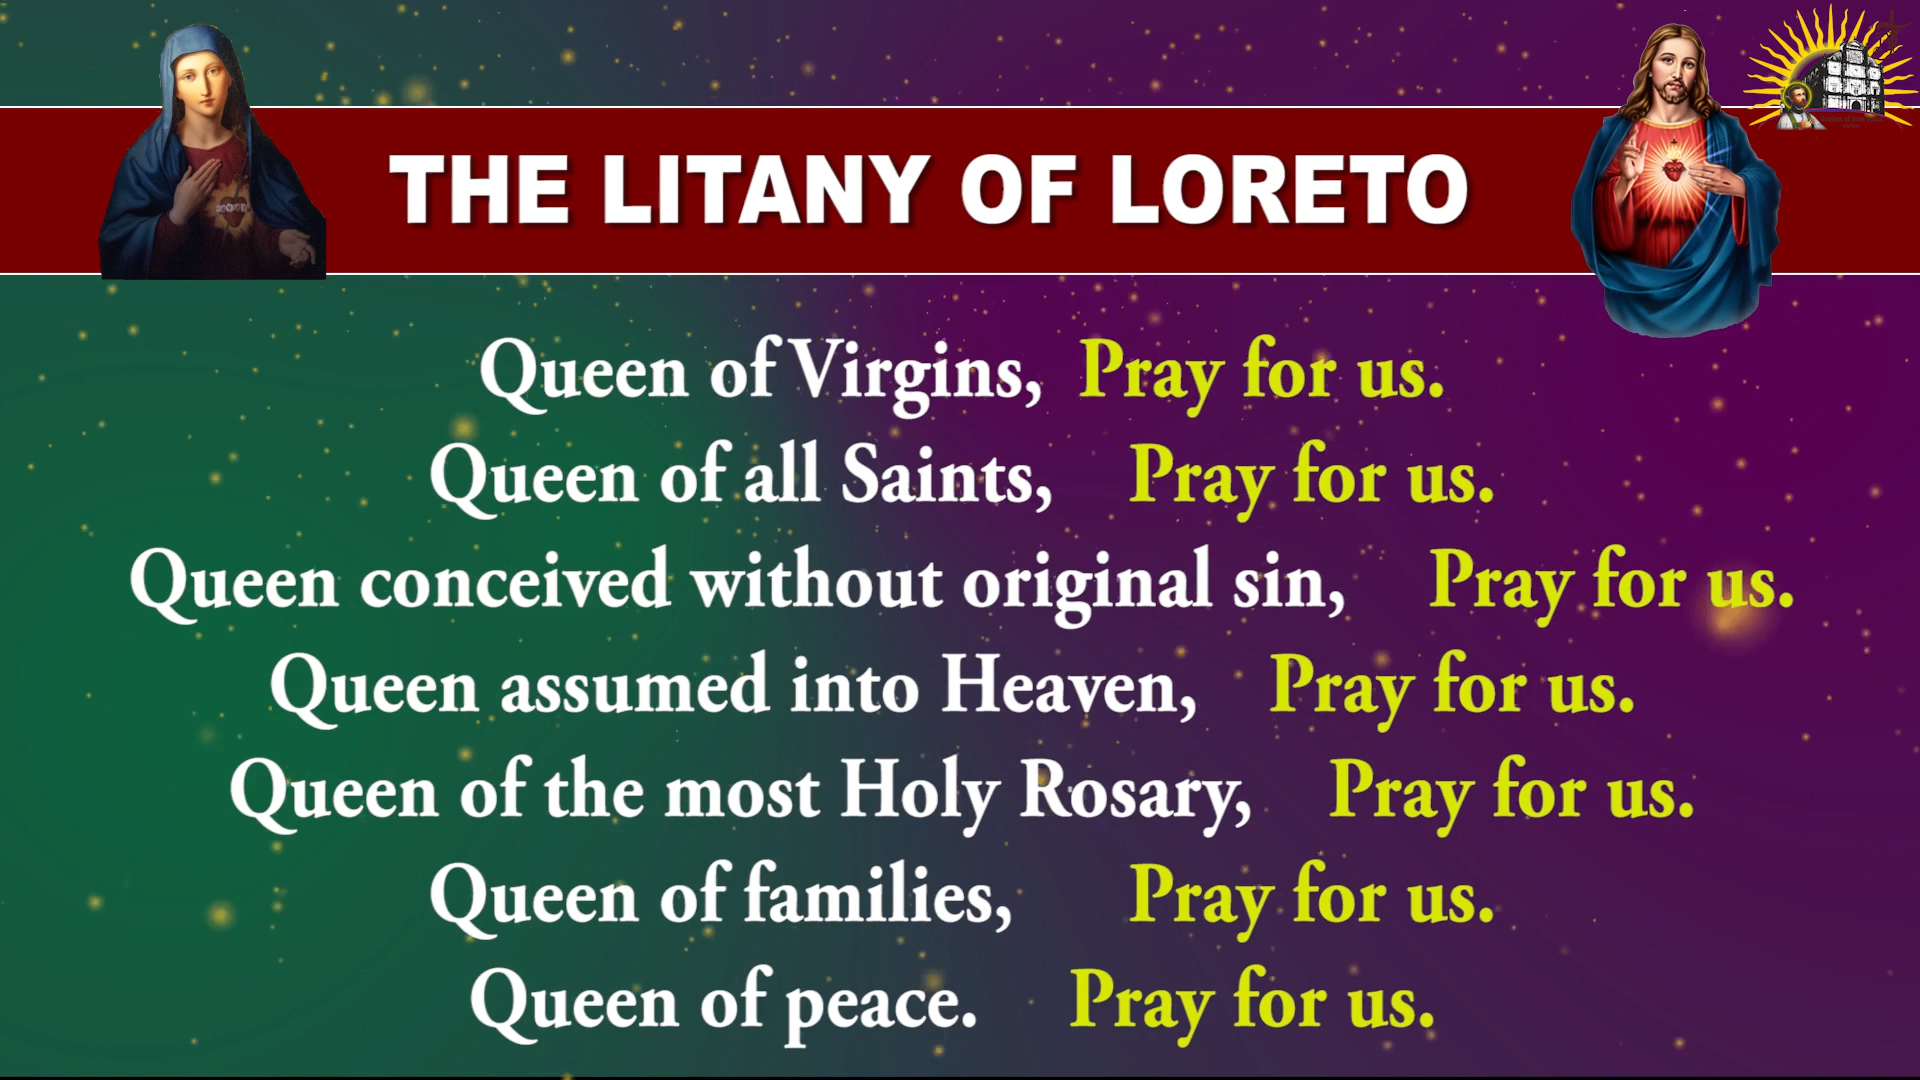 THE LITANY OF LORETO
Queen of Virgins, Pray for us.
Queen of all Saints, Pray for us.
Queen conceived without original sin, Pray for us.
Queen assumed into Heaven, Pray for us.
Queen of the most Holy Rosary, Pray for us.
Queen of families, Pray for us.
Queen of peace. Pray for us.